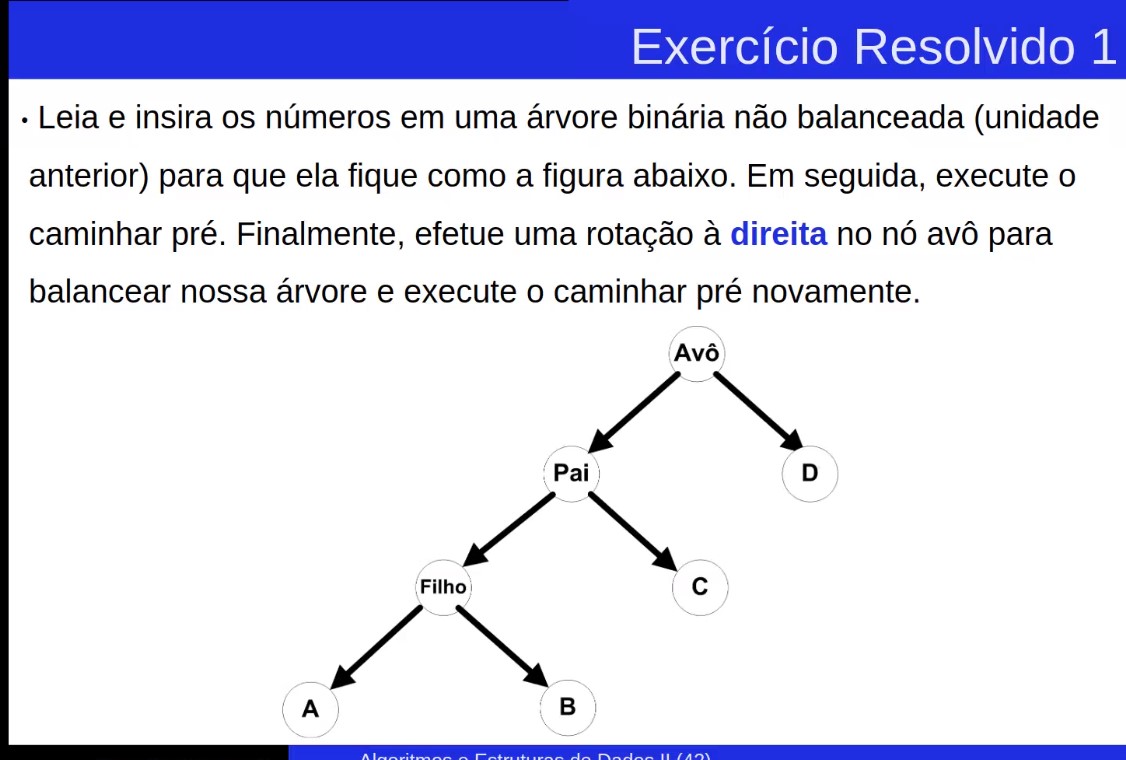 Exercício Resolvido 1
· Leia e insira os números em uma árvore binária não balanceada (unidade
anterior) para que ela fique como a figura abaixo. Em seguida, execute o
caminhar pré. Finalmente, efetue uma rotação à direita no nó avô para
balancear nossa árvore e execute o caminhar pré novamente.
Avô
Pai
D
Filho
C
A
B
Algoritmos e Estruturas de Dados II (42)